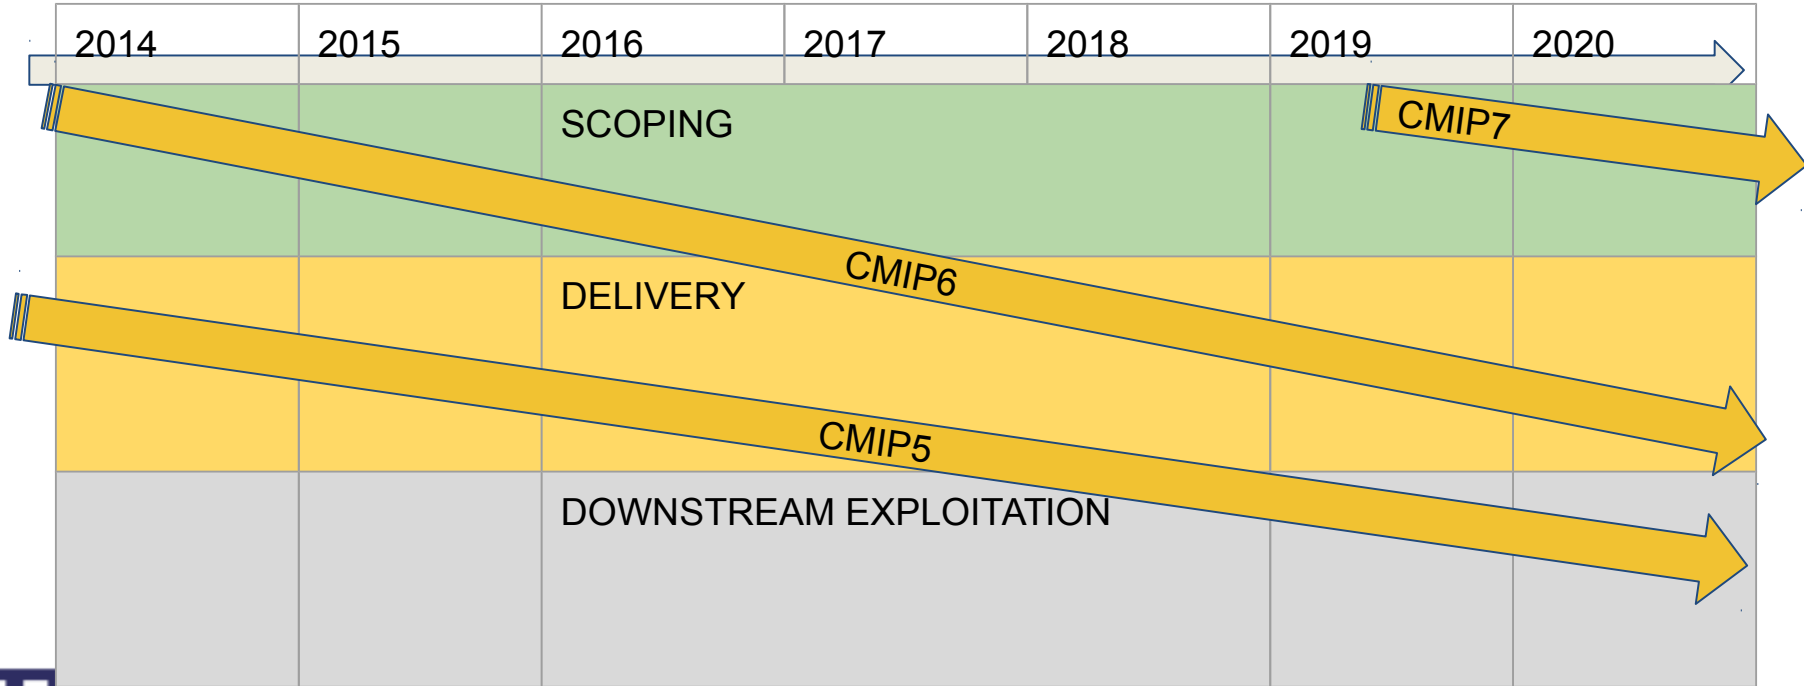 2014 2015 2016 2017 2018 2019 2020
SCOPING
CMIP7
CMIP6
DELIVERY
CMIP5
DOWNSTREAM EXPLOITATION